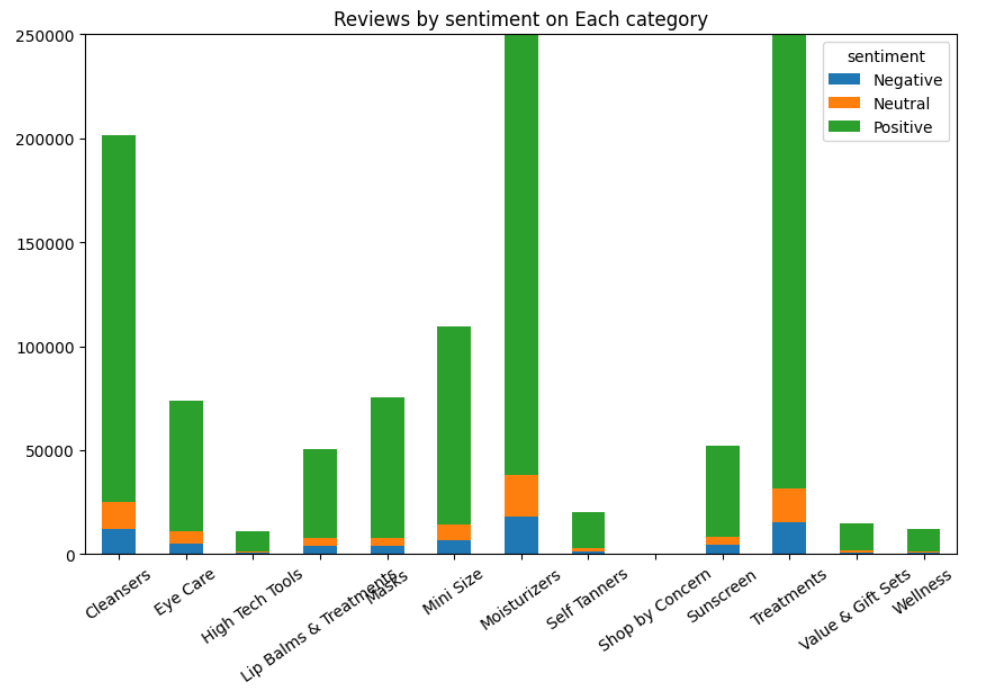 Reviews by sentiment on Each category
250000
200000
150000
100000
50000
0
sentiment
Negative
Neutral
Positive
Cleansers
Eye Care
High Tech Tools
Lip Balms & Treatments
Masks
Mini Size
Moisturizers
Self Tanners
Shop by Concern
Sunscreen
Treatments
Value & Gift Sets
Wellness